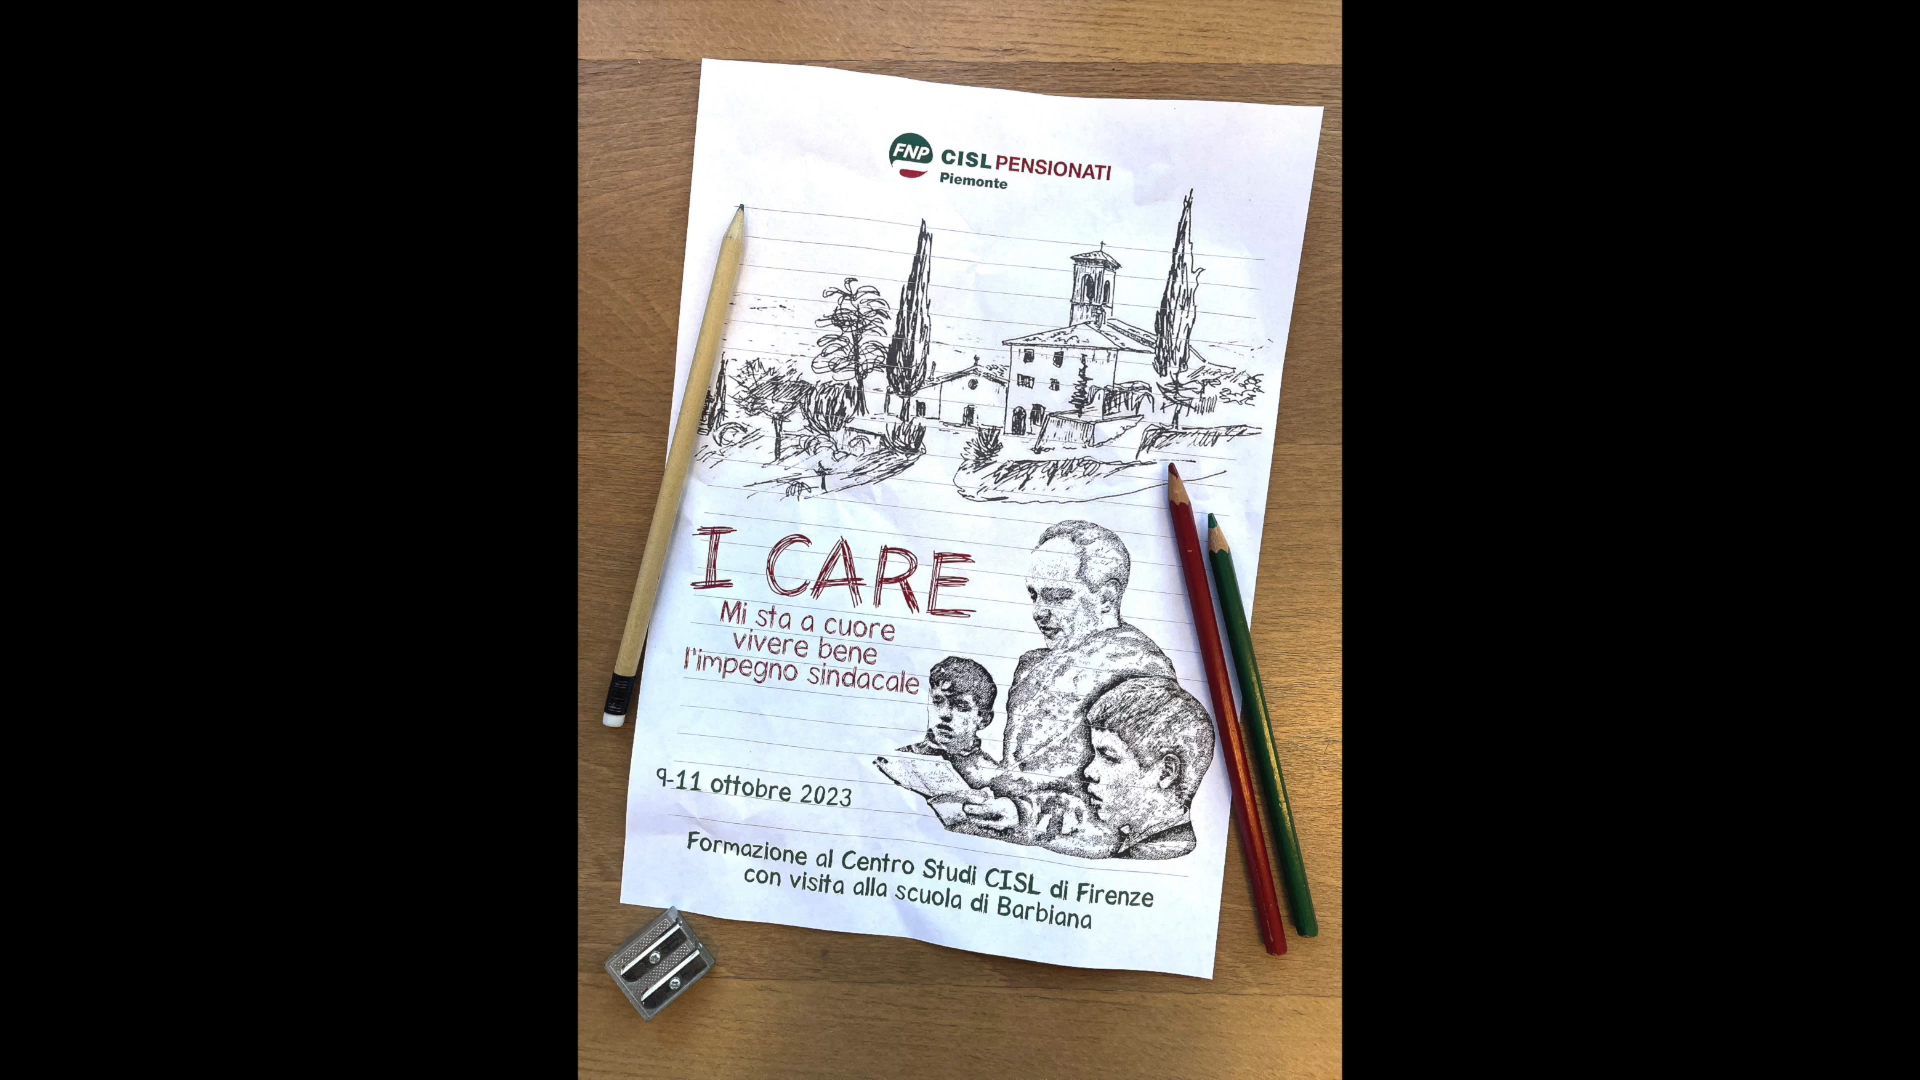 FNP CISL PENSIONATI
Piemonte
I CARE
Mi sta a cuore
vivere bene
l'impegno sindacale
9-11 ottobre 2023
Formazione al Centro Studi CISL di Firenze
con visita alla scuola di Barbiana